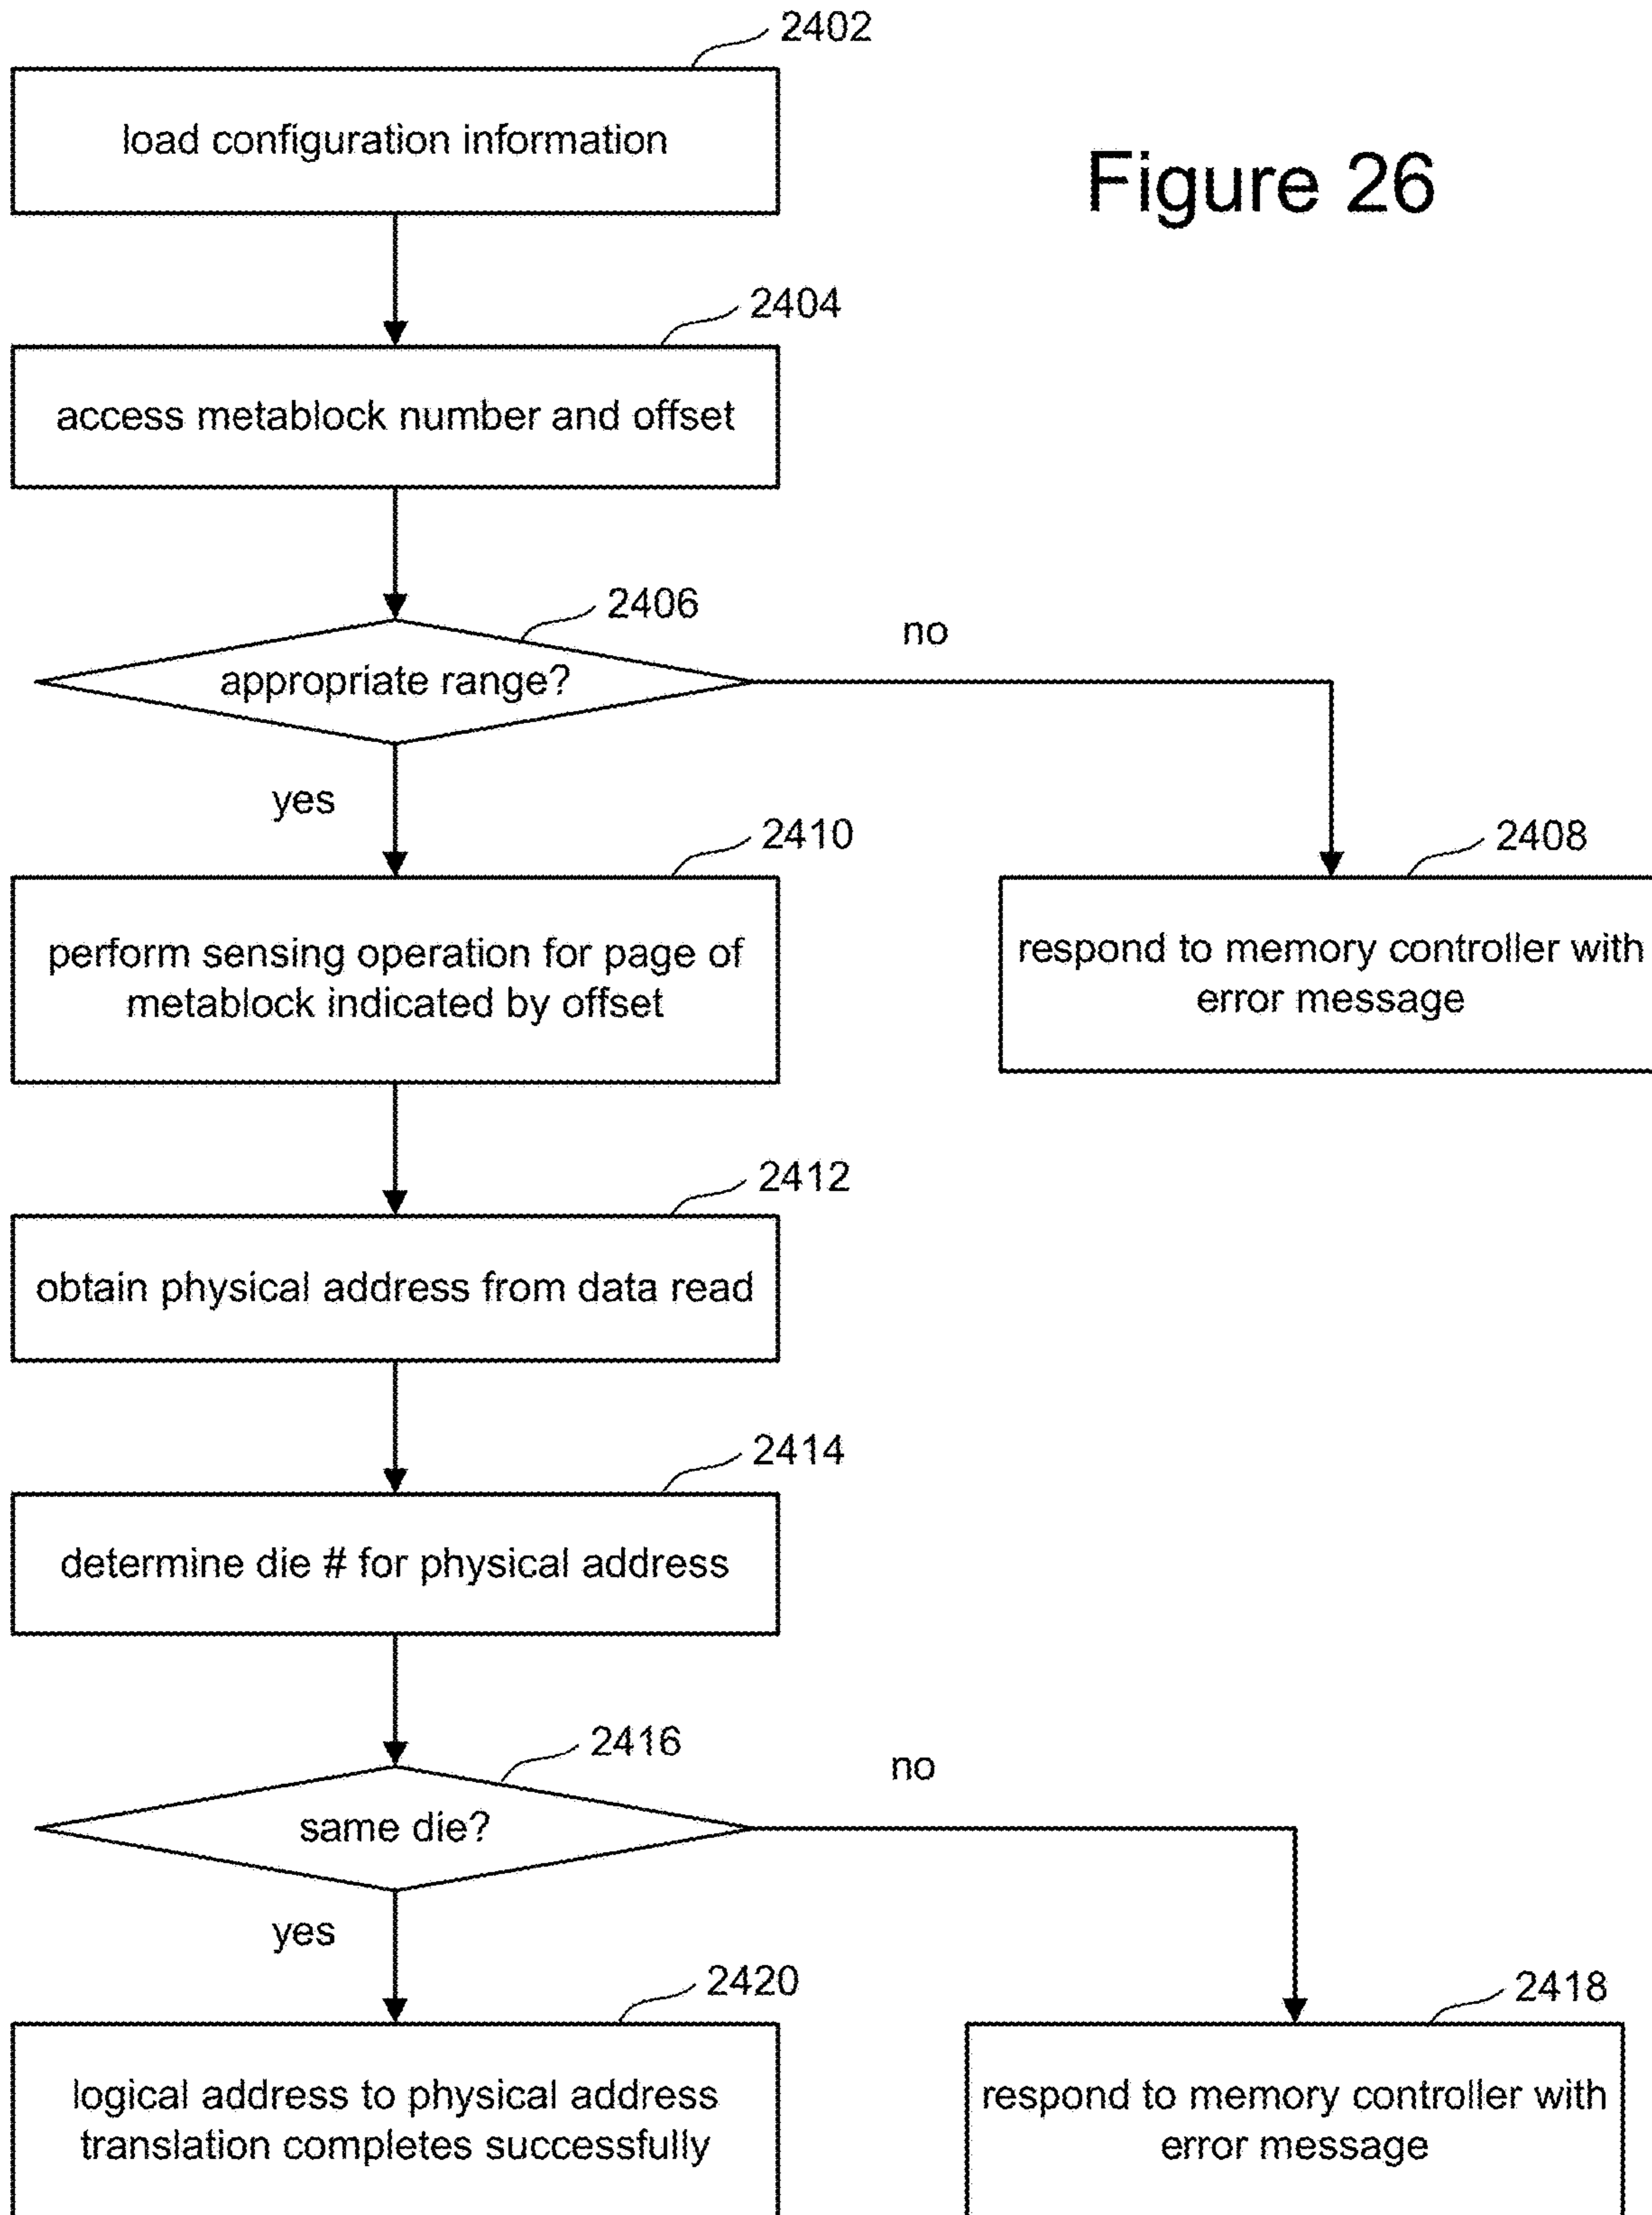 2402
load configuration information
Figure 26
2404
access metablock number and offset
2406
appropriate range?
no
yes
2410
perform sensing operation for page of
metablock indicated by offset
2408
respond to memory controller with
error message
2412
obtain physical address from data read
2414
determine die # for physical address
2416
same die?
no
yes
2420
logical address to physical address
translation completes successfully
2418
respond to memory controller with
error message